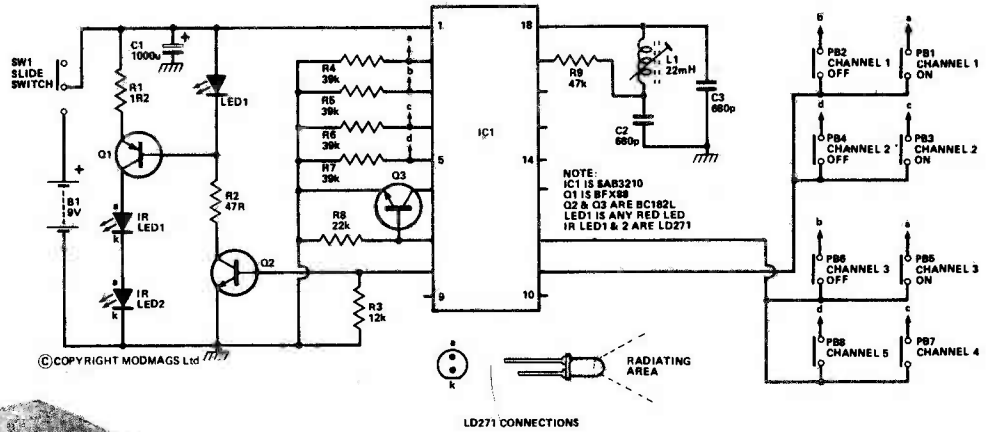 SW1
SLIDE
SWITCH
B1
9V
+
C1
1000u
+
R1
1R2
LED1
Q1
a
IR
LED1
k
a
IR
LED2
k
R2
47R
Q2
R3
12k
R4
39k
R5
39k
R6
39k
R7
39k
a
b
c
d
Q3
R8
22k
1
5
9
IC1
18
14
10
R9
47k
L1
22mH
C2
680p
C3
680p
NOTE:
IC1 IS SAB3210
Q1 IS BFX88
Q2 & Q3 ARE BC182L
LED1 IS ANY RED LED
IR LED1 & 2 ARE LD271
b
PB2
CHANNEL 1
OFF
a
PB1
CHANNEL 1
ON
d
PB4
CHANNEL 2
OFF
c
PB3
CHANNEL 2
ON
b
PB6
CHANNEL 3
OFF
a
PB5
CHANNEL 3
ON
d
PB8
CHANNEL 5
c
PB7
CHANNEL 4
© COPYRIGHT MODMAGS Ltd
a
k
RADIATING
AREA
LD271 CONNECTIONS